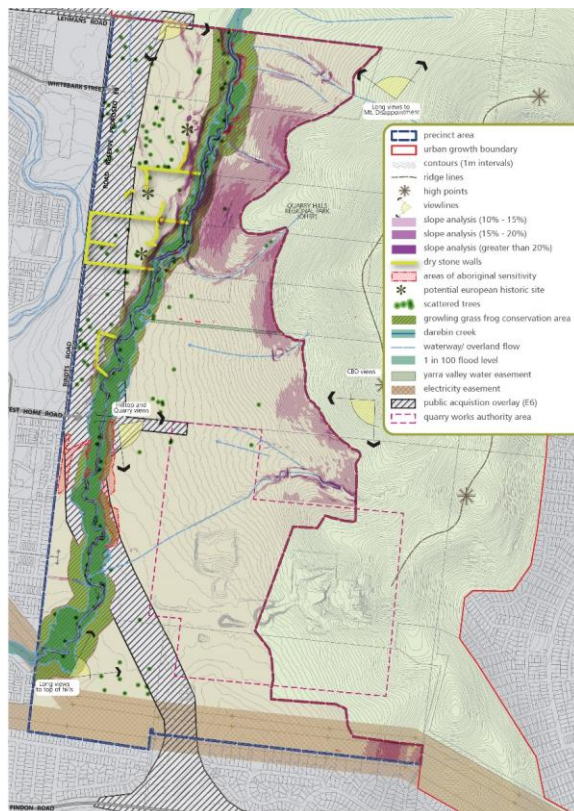 LEHMANS ROAD
WHITEBARK STREET
Long views to
Mt. Disappointment
precinct area
urban growth boundary
contours (1m intervals)
ridge lines
high points
viewlines
slope analysis (10% - 15%)
slope analysis (15% - 20%)
slope analysis (greater than 20%)
dry stone walls
areas of aboriginal sensitivity
potential european historic site
scattered trees
growling grass frog conservation area
darebin creek
waterway/ overland flow
1 in 100 flood level
yarra valley water easement
electricity easement
public acquistion overlay (E6)
quarry works authority area
QUARRY HILLS
REGIONAL PARK
CBD views
ROAD
EST HOME ROAD
Hilltop and
Quarry views
Long views
to top of hills
FINDON ROAD